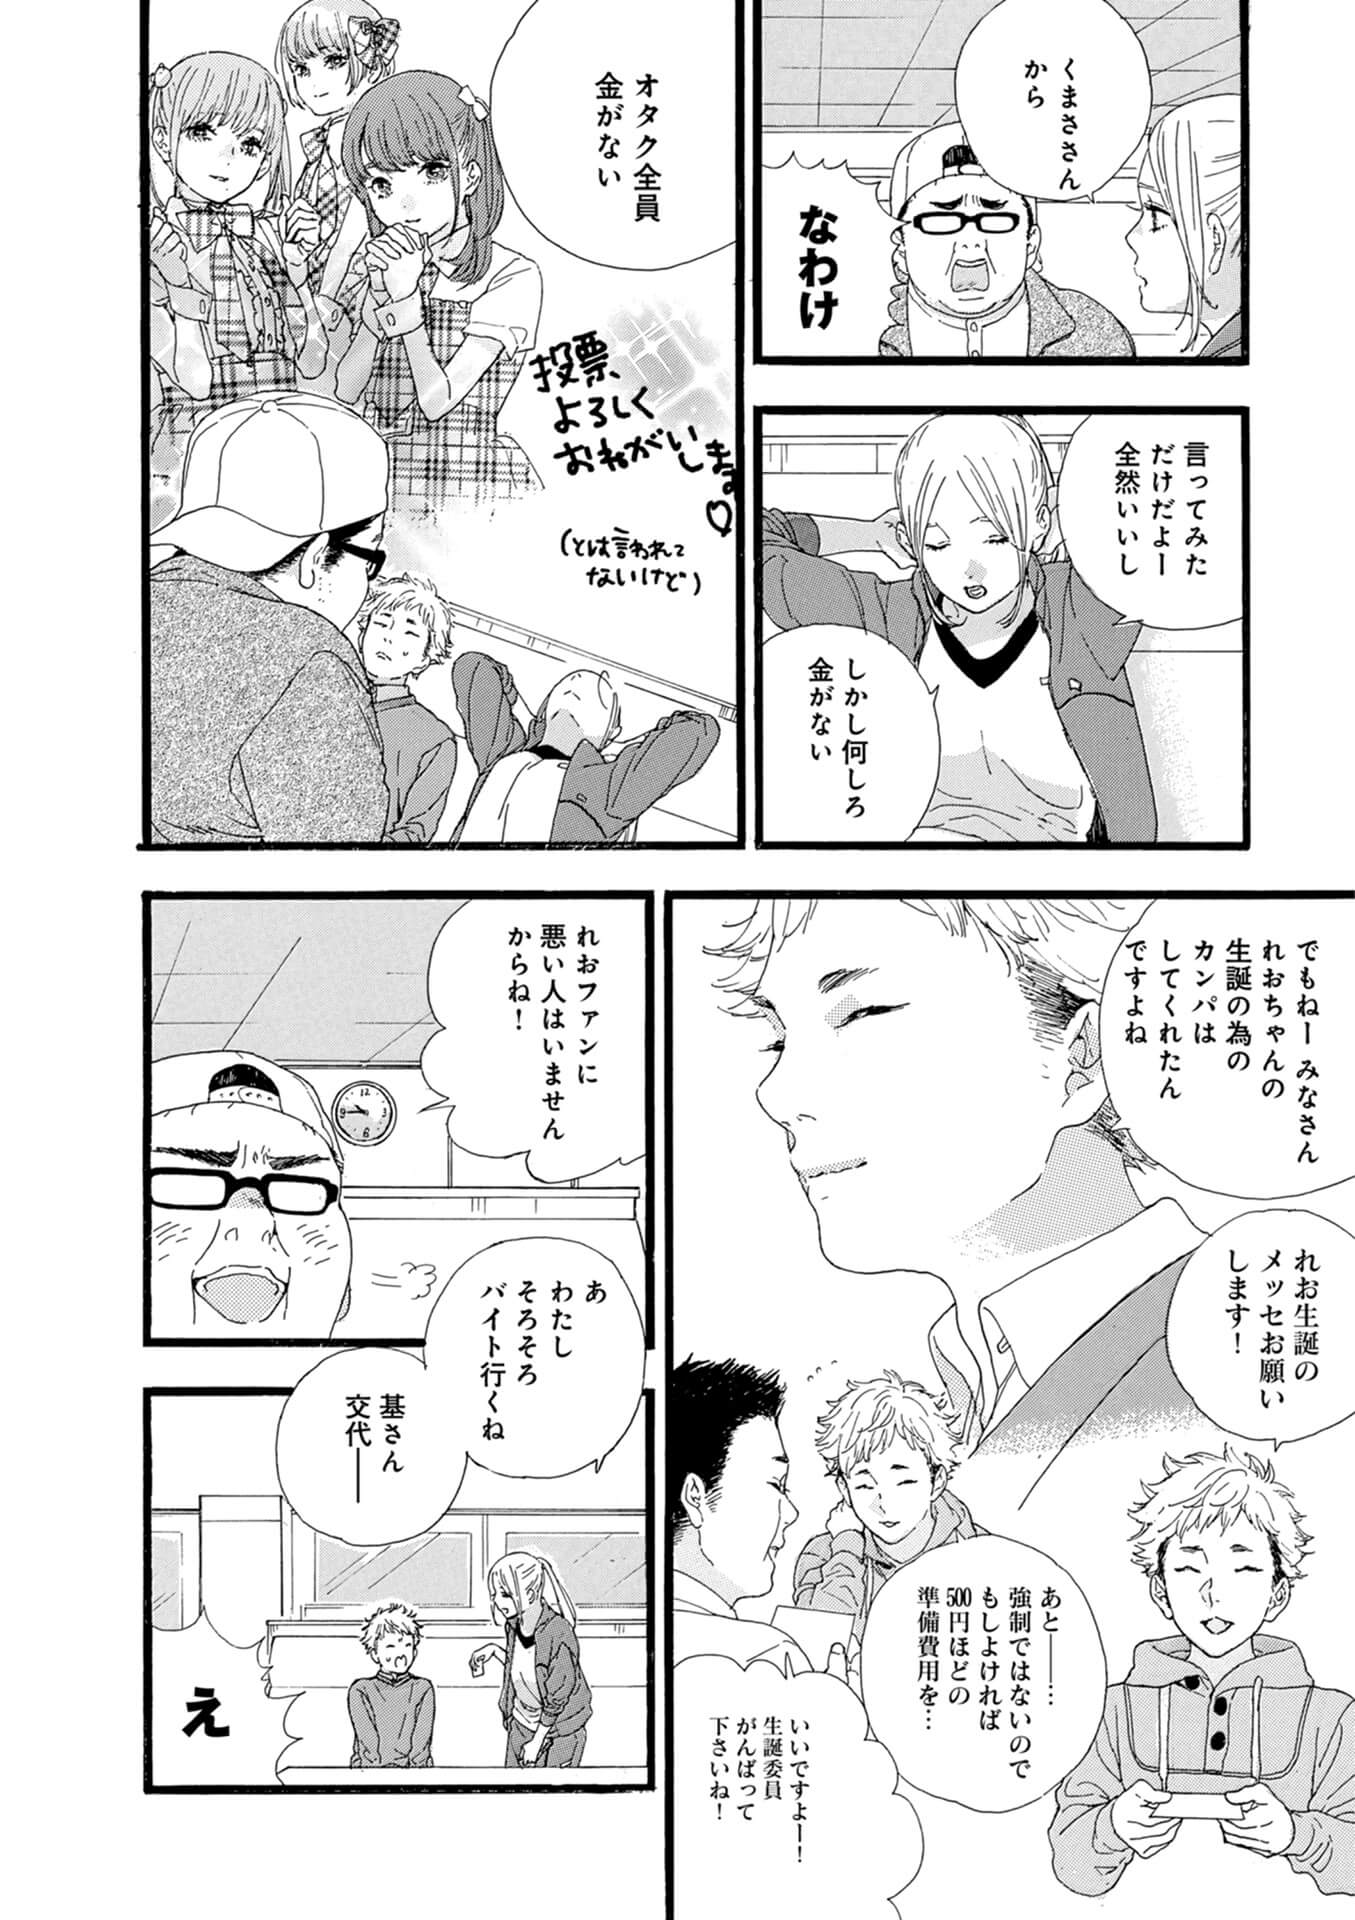 くまささん
から
なわけ
言ってみた
だけだよー
全然いいし
しかし何しろ
金がない
オタク全員
金がない
投票、
よろしく
おねがいします♡
(とは言われて
ないけど)
でもねー みなさん
れおちゃんの
生誕の為の
カンパは
してくれたん
ですよね
れお生誕の
メッセお願い
します!
あと――…
強制ではないので
もしよければ
500円ほどの
準備費用を…
いいですよー!
生誕委員
がんばって
下さいね!
れおファンに
悪い人はいません
からね!
12
3
6
9
あ
わたし
そろそろ
バイト行くね
基さん
交代――
え